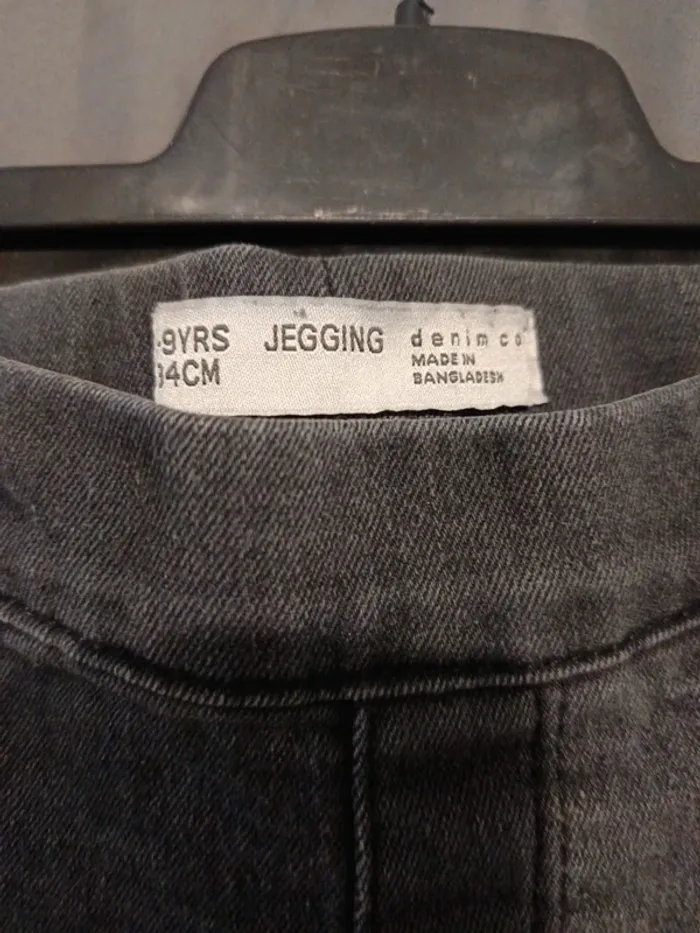 -9YRS JEGGING denim co
34CM MADE IN
BANGLADESH